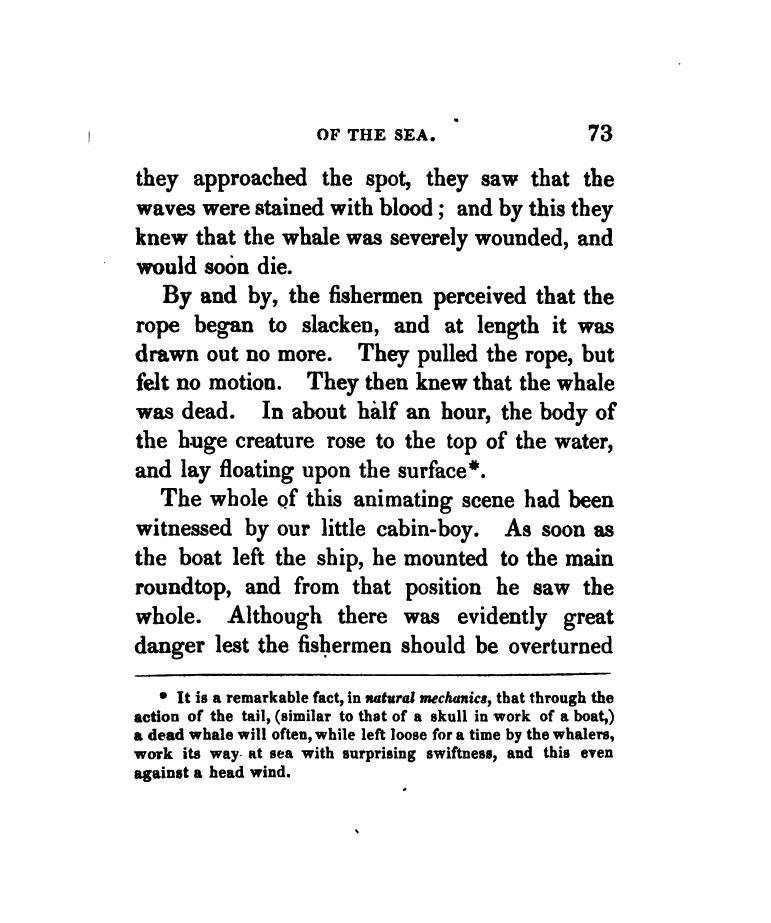 OF THE SEA. 73
they approached the spot, they saw that the
waves were stained with blood ; and by this they
knew that the whale was severely wounded, and
would soon die.
By and by, the fishermen perceived that the
rope began to slacken, and at length it was
drawn out no more. They pulled the rope, but
felt no motion. They then knew that the whale
was dead. In about half an hour, the body of
the huge creature rose to the top of the water,
and lay floating upon the surface*.
The whole of this animating scene had been
witnessed by our little cabin-boy. As soon as
the boat left the ship, he mounted to the main
roundtop, and from that position he saw the
whole. Although there was evidently great
danger lest the fishermen should be overturned
* It is a remarkable fact, in natural mechanics, that through the
action of the tail, (similar to that of a skull in work of a boat,)
a dead whale will often, while left loose for a time by the whalers,
work its way at sea with surprising swiftness, and this even
against a head wind.